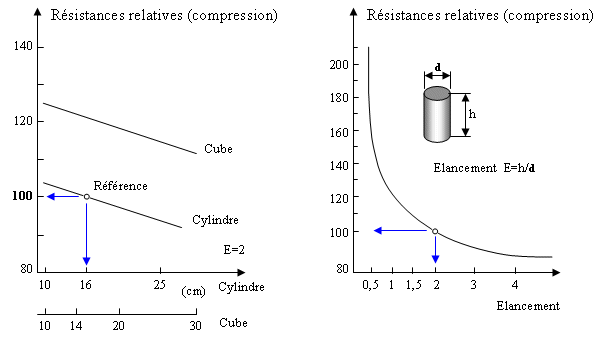 Résistances relatives (compression)
140
120
100
80
Cube
Référence
Cylindre
E=2
10 16 25
(cm)
Cylindre
10 14 20 30
Cube
Résistances relatives (compression)
200
180
160
140
120
100
80
d
h
Elancement E=h/d
0,5 1 1,5 2 3 4
Elancement